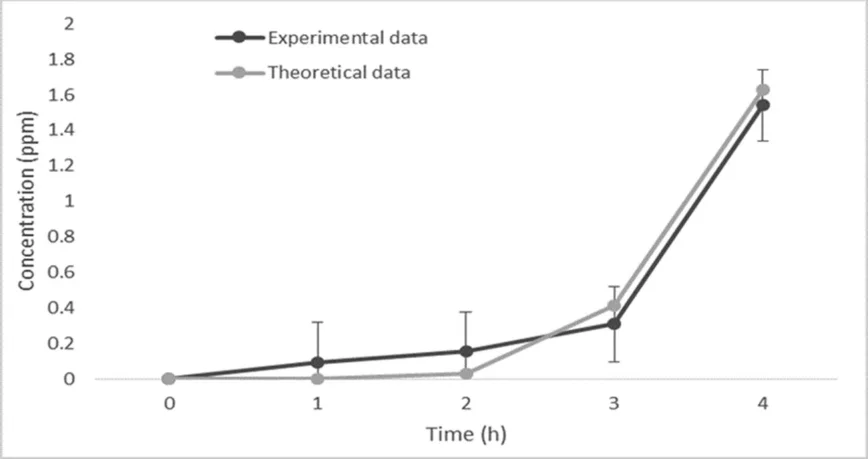 2
1.8
1.6
1.4
1.2
1
0.8
0.6
0.4
0.2
0
Concentration (ppm)
Experimental data
Theoretical data
0 1 2 3 4
Time (h)